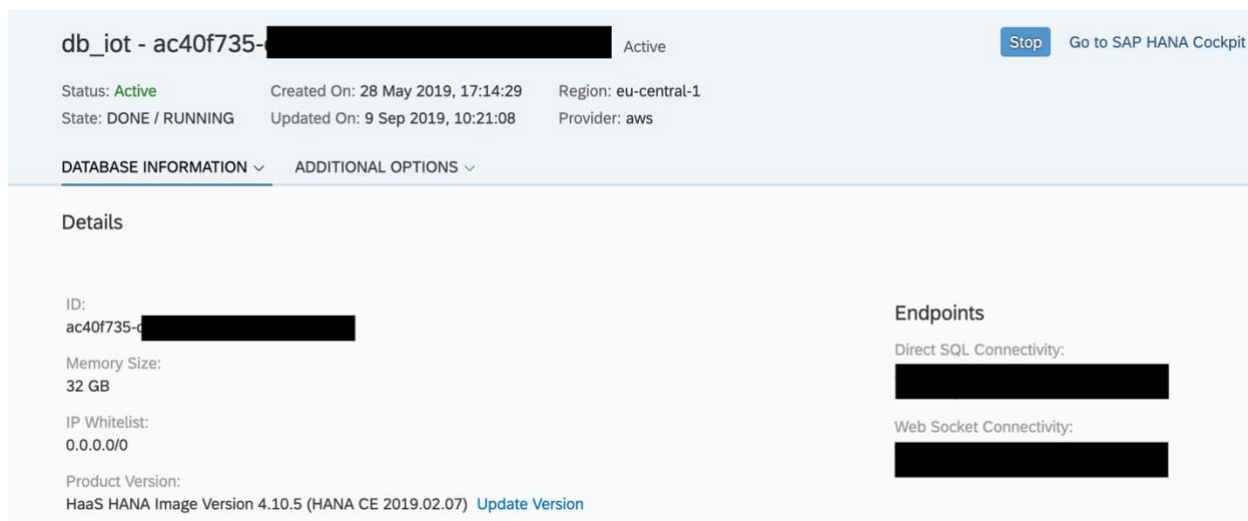 db_iot - ac40f735- Active Stop Go to SAP HANA Cockpit
Status: Active Created On: 28 May 2019, 17:14:29 Region: eu-central-1
State: DONE / RUNNING Updated On: 9 Sep 2019, 10:21:08 Provider: aws
DATABASE INFORMATION ADDITIONAL OPTIONS
Details
ID:
ac40f735-
Memory Size:
32 GB
IP Whitelist:
0.0.0.0/0
Product Version:
HaaS HANA Image Version 4.10.5 (HANA CE 2019.02.07) Update Version
Endpoints
Direct SQL Connectivity:
Web Socket Connectivity: